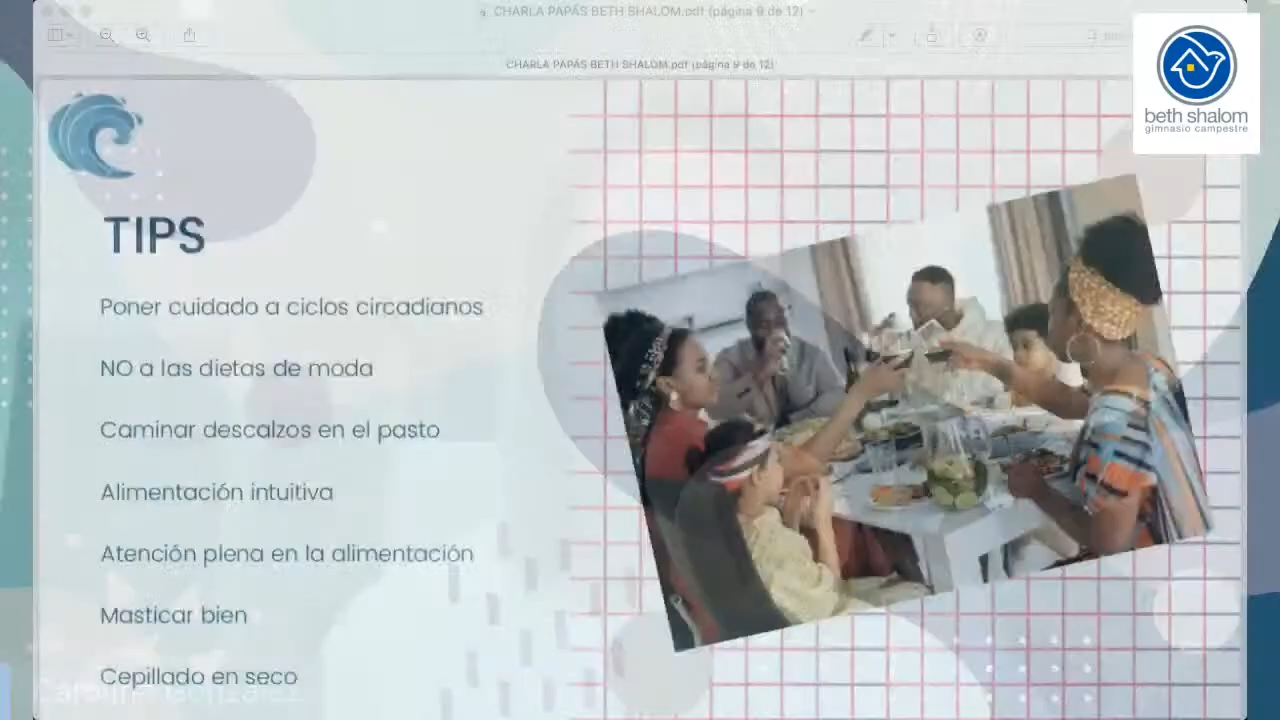 CHARLA PAPÁS BETH SHALOM.pdf (página 9 de 12)
CHARLA PAPÁS BETH SHALOM.pdf (página 9 de 12)
beth shalom
gimnasio campestre
TIPS
Poner cuidado a ciclos circadianos
NO a las dietas de moda
Caminar descalzos en el pasto
Alimentación intuitiva
Atención plena en la alimentación
Masticar bien
Cepillado en seco